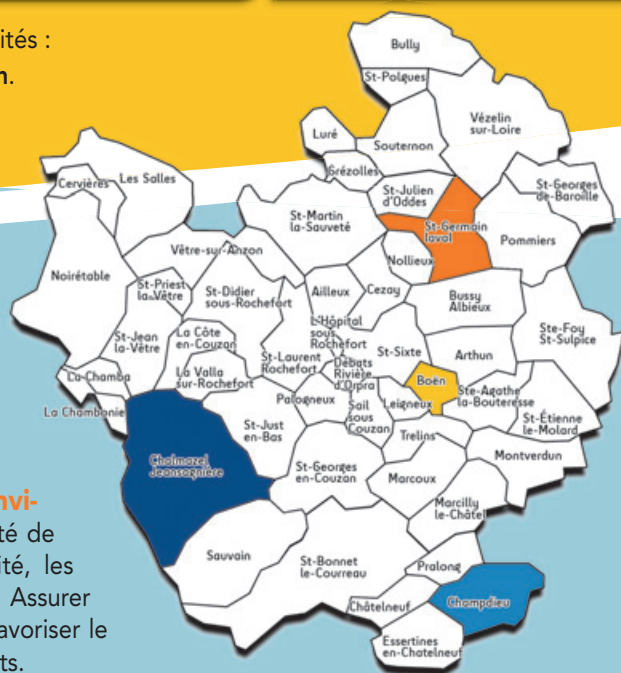 ités :
n.
Bully
St-Polgues
Vézelin
sur-Loire
Luré
Souternon
Grézolles
Cervières
Les Salles
St-Julien
d'Oddes
St-Georges
de-Baroille
St-Martin
la-Sauveté
St-Germain
laval
Pommiers
Vêtre-sur-Anzon
Nollieux
Noirétable
St-Priest
la-Vêtre
St-Didier
sous-Rochefort
Ailleux
Cezay
Bussy
Albieux
L'Hôpital
sous
Rochefort
Ste-Foy
St-Sulpice
St-Jean
la-Vêtre
La Côte
en-Couzan
St-Laurent
Rochefort
St-Sixte
Arthun
Débats
Rivière
d'Orpra
La Chamba
La Valla
sur-Rochefort
Boën
Ste-Agathe
la-Bouteresse
Palogneux
Sail
sous
Couzan
Leigneux
La Chambonie
St-Just
en-Bas
St-Étienne
le-Molard
Trelins
Montverdun
Chalmazel
Jeansagnière
St-Georges
en-Couzan
Marcoux
Marcilly
le-Châtel
nvi-
té de
ité, les
Assurer
avoriser le
ts.
Sauvain
St-Bonnet
le-Courreau
Pralong
Châtelneuf
Champdieu
Essertines
en-Chatelneuf